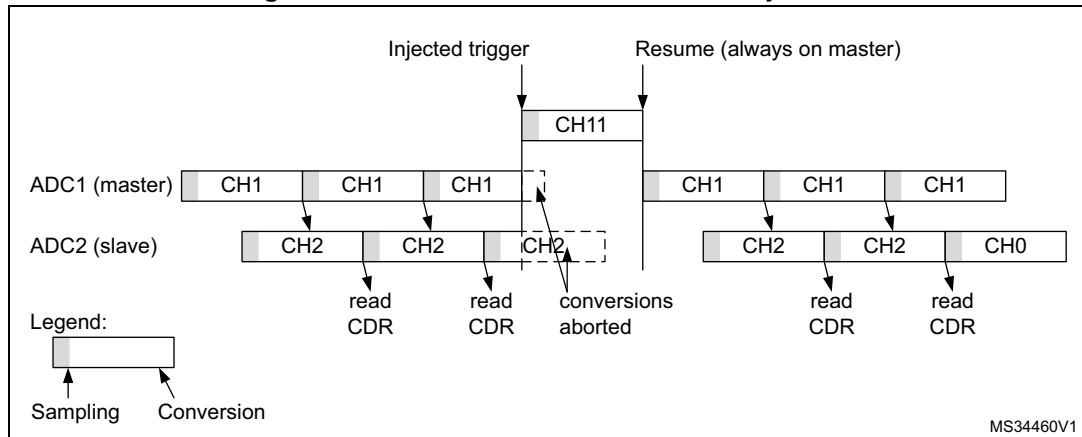 Injected trigger Resume (always on master)
CH11
ADC1 (master) CH1 CH1 CH1 CH1 CH1 CH1
ADC2 (slave) CH2 CH2 CH2 CH2 CH2 CH0
read read conversions read read
CDR CDR aborted CDR CDR
Legend:
Sampling Conversion
MS34460V1